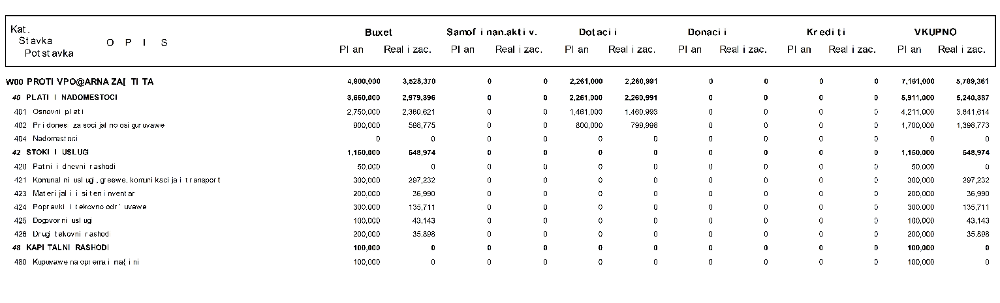 Kat. Buxet Samofinan.aktiv. Dotacii Donacii Krediti VKUPNO
Stavka O P I S
Potstavka Plan Realizac. Plan Realizac. Plan Realizac. Plan Realizac. Plan Realizac. Plan Realizac.
W00 PROTIVPO@ARNA ZA[TITA 4,900,000 3,528,370 0 0 2,261,000 2,260,991 0 0 0 0 7,161,000 5,789,361
40 PLATI I NADOMESTOCI 3,650,000 2,979,396 0 0 2,261,000 2,260,991 0 0 0 0 5,911,000 5,240,387
401 Osnovni plati 2,750,000 2,380,621 0 0 1,461,000 1,460,993 0 0 0 0 4,211,000 3,841,614
402 Pridonesi za socijalno osiguruvawe 900,000 598,775 0 0 800,000 799,998 0 0 0 0 1,700,000 1,398,773
404 Nadomestoci 0 0 0 0 0 0 0 0 0 0 0 0
42 STOKI I USLUGI 1,150,000 548,974 0 0 0 0 0 0 0 0 1,150,000 548,974
420 Patni i dnevni rashodi 50,000 0 0 0 0 0 0 0 0 0 50,000 0
421 Komunalni uslugi, greewe, komunikacija i transport 300,000 297,232 0 0 0 0 0 0 0 0 300,000 297,232
423 Materijali i siten inventar 200,000 36,990 0 0 0 0 0 0 0 0 200,000 36,990
424 Popravki i tekovno odr`uvawe 300,000 135,711 0 0 0 0 0 0 0 0 300,000 135,711
425 Dogovorni uslugi 100,000 43,143 0 0 0 0 0 0 0 0 100,000 43,143
426 Drugi tekovni rashodi 200,000 35,898 0 0 0 0 0 0 0 0 200,000 35,898
48 KAPITALNI RASHODI 100,000 0 0 0 0 0 0 0 0 0 100,000 0
480 Kupuvawe na oprema i ma{ini 100,000 0 0 0 0 0 0 0 0 0 100,000 0